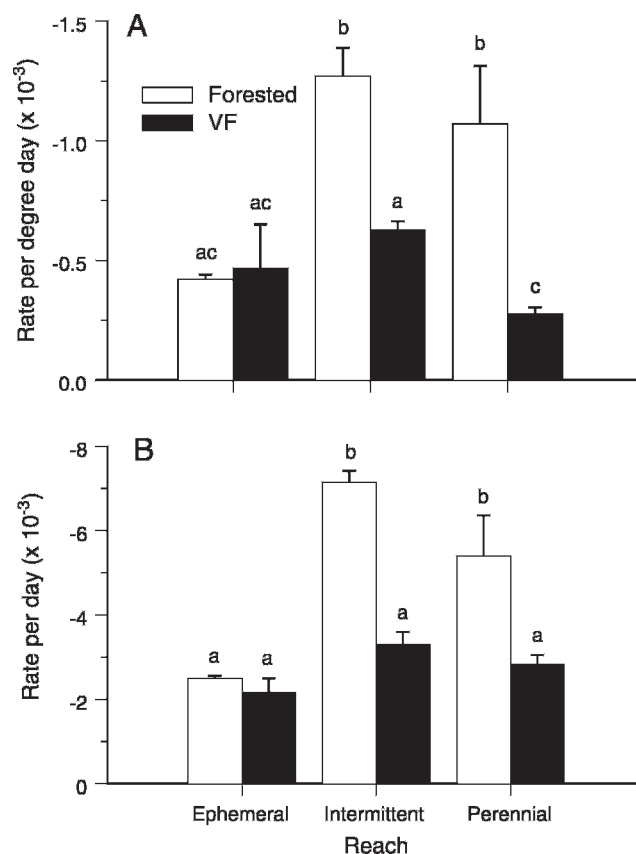 A
Rate per degree day (x 10⁻³)
-1.5
-1.0
-0.5
0.0
Forested
VF
ac
ac
b
a
b
c
B
Rate per day (x 10⁻³)
-8
-6
-4
-2
0
a
a
b
a
b
a
Ephemeral Intermittent Perennial
Reach